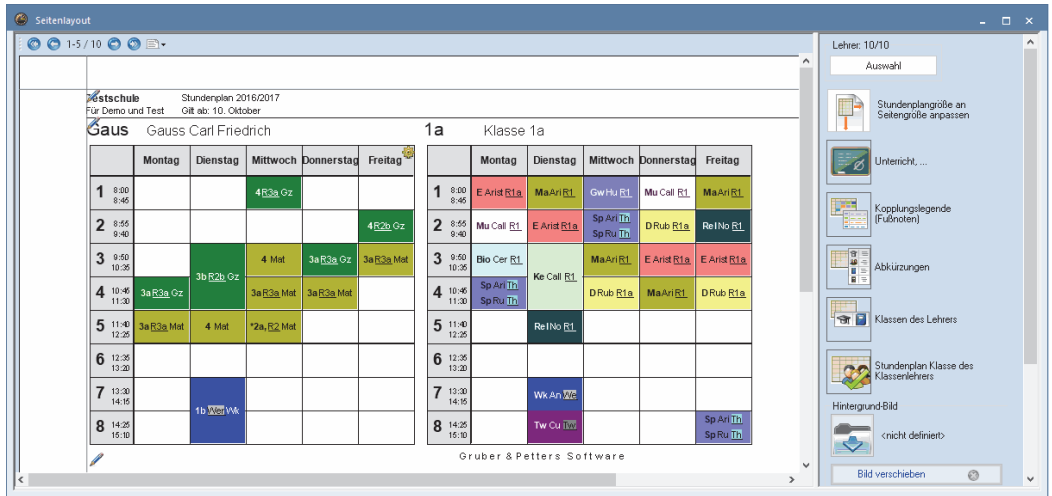 Seitenlayout
1-5 / 10
Testschule Stundenplan 2016/2017
Für Demo und Test Gilt ab: 10. Oktober
Gaus Gauss Carl Friedrich
Montag Dienstag Mittwoch Donnerstag Freitag
1 8:00 8:45 4 R3a Gz
2 8:55 9:40 4 R2b Gz
3 9:50 10:35 3b R2b Gz 4 Mat 3a R3a Gz 3a R3a Mat
4 10:45 11:30 3a R3a Gz 3a R3a Mat 3a R3a Mat
5 11:40 12:25 3a R3a Mat 4 Mat *2a, R2 Mat
6 12:35 13:20
7 13:30 14:15 1b Wer Wk
8 14:25 15:10
1a Klasse 1a
Montag Dienstag Mittwoch Donnerstag Freitag
1 8:00 8:45 E Arist R1a Ma Ari R1 Gw Hu R1 Mu Call R1 Ma Ari R1
2 8:55 9:40 Mu Call R1 E Arist R1a Sp Ari Th Sp Ru Th D Rub R1a Rel No R1
3 9:50 10:35 Bio Cer R1 Ke Call R1 Ma Ari R1 E Arist R1a E Arist R1a
4 10:45 11:30 Sp Ari Th Sp Ru Th D Rub R1a Ma Ari R1 D Rub R1a
5 11:40 12:25 Rel No R1
6 12:35 13:20
7 13:30 14:15 Wk An We
8 14:25 15:10 Tw Cu Tw Sp Ari Th Sp Ru Th
Gruber & Petters Software
Lehrer: 10/10
Auswahl
Stundenplangröße an
Seitengröße anpassen
Unterricht, ...
Kopplungslegende
(Fußnoten)
Abkürzungen
Klassen des Lehrers
Stundenplan Klasse des
Klassenlehrers
Hintergrund-Bild
<nicht definiert>
Bild verschieben